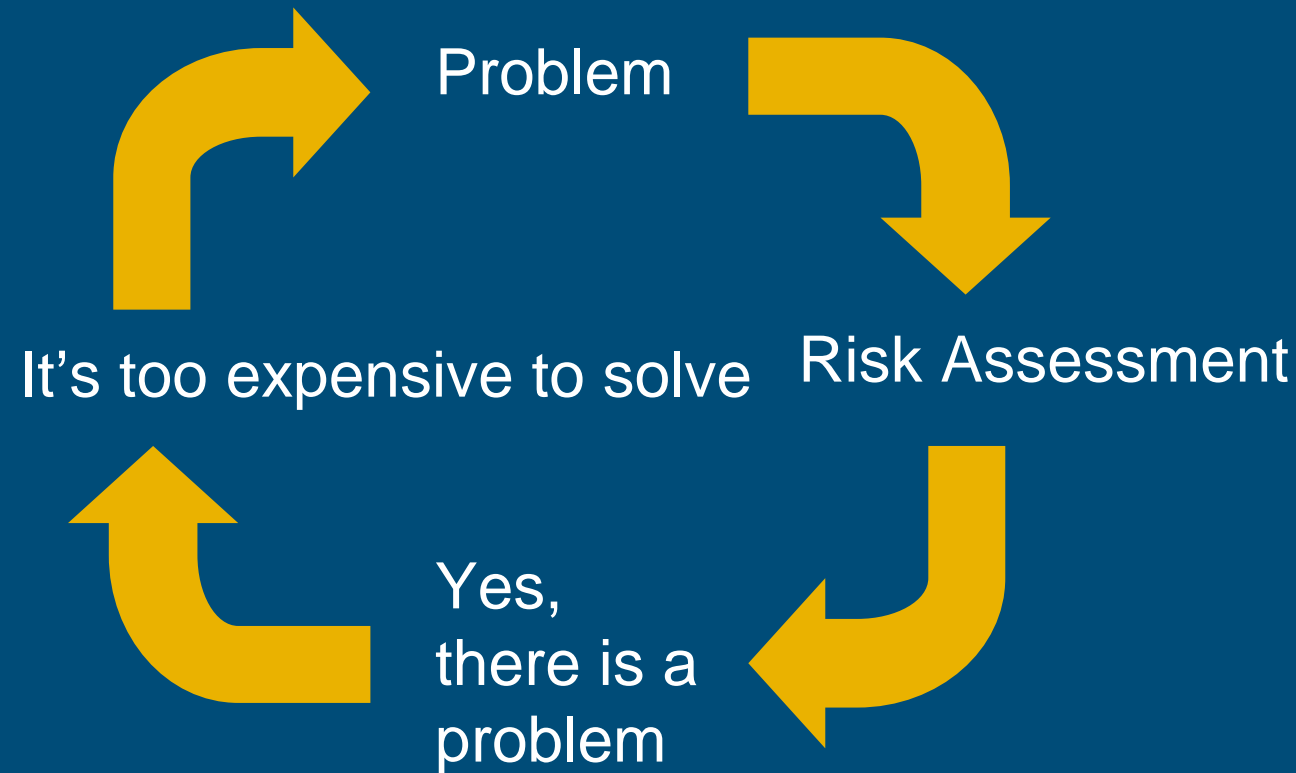 Problem
Risk Assessment
It’s too expensive to solve
Yes,
there is a
problem